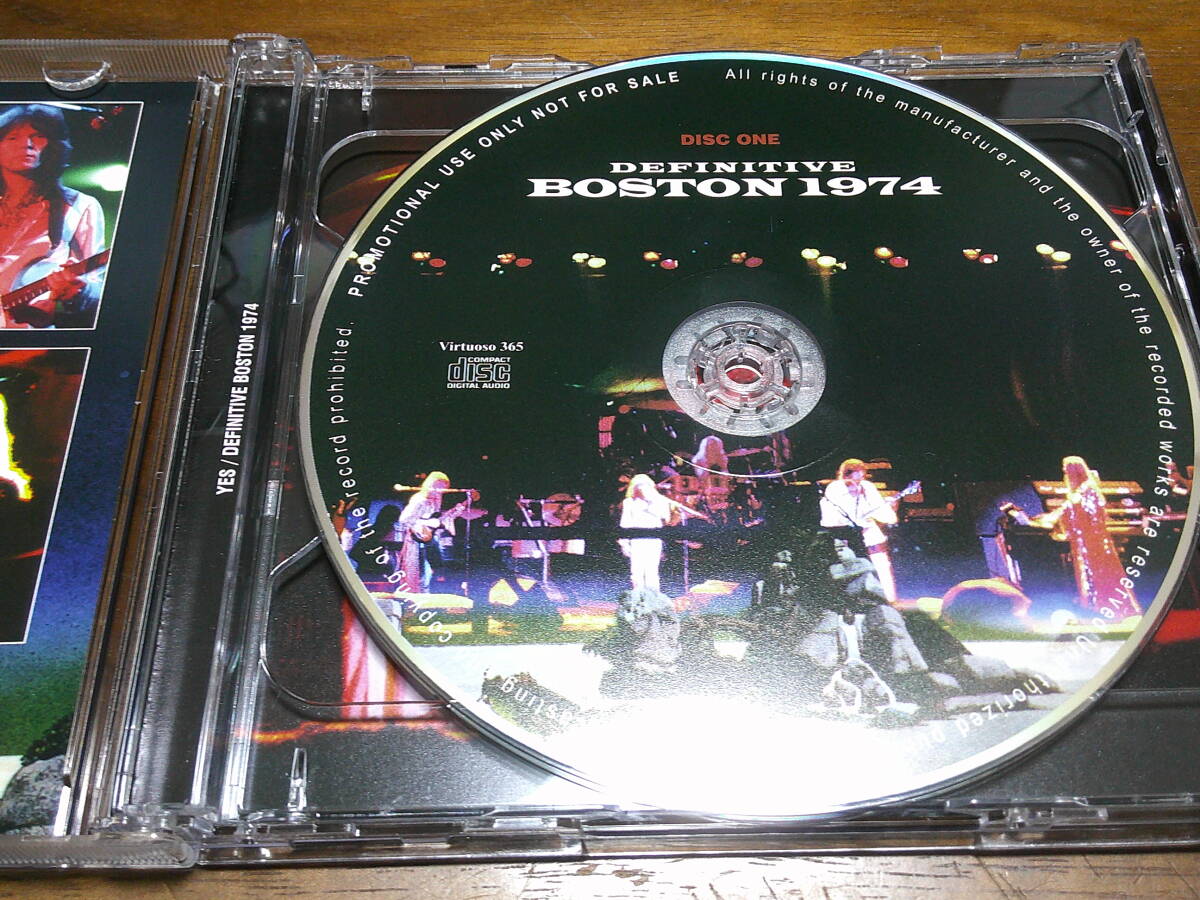 YES / DEFINITIVE BOSTON 1974
DISC ONE
DEFINITIVE
BOSTON 1974
Virtuoso 365
COMPACT
disc
DIGITAL AUDIO
PROMOTIONAL USE ONLY NOT FOR SALE
All rights of the manufacturer and the owner of the recorded works are reserved
copying of the record prohibited.